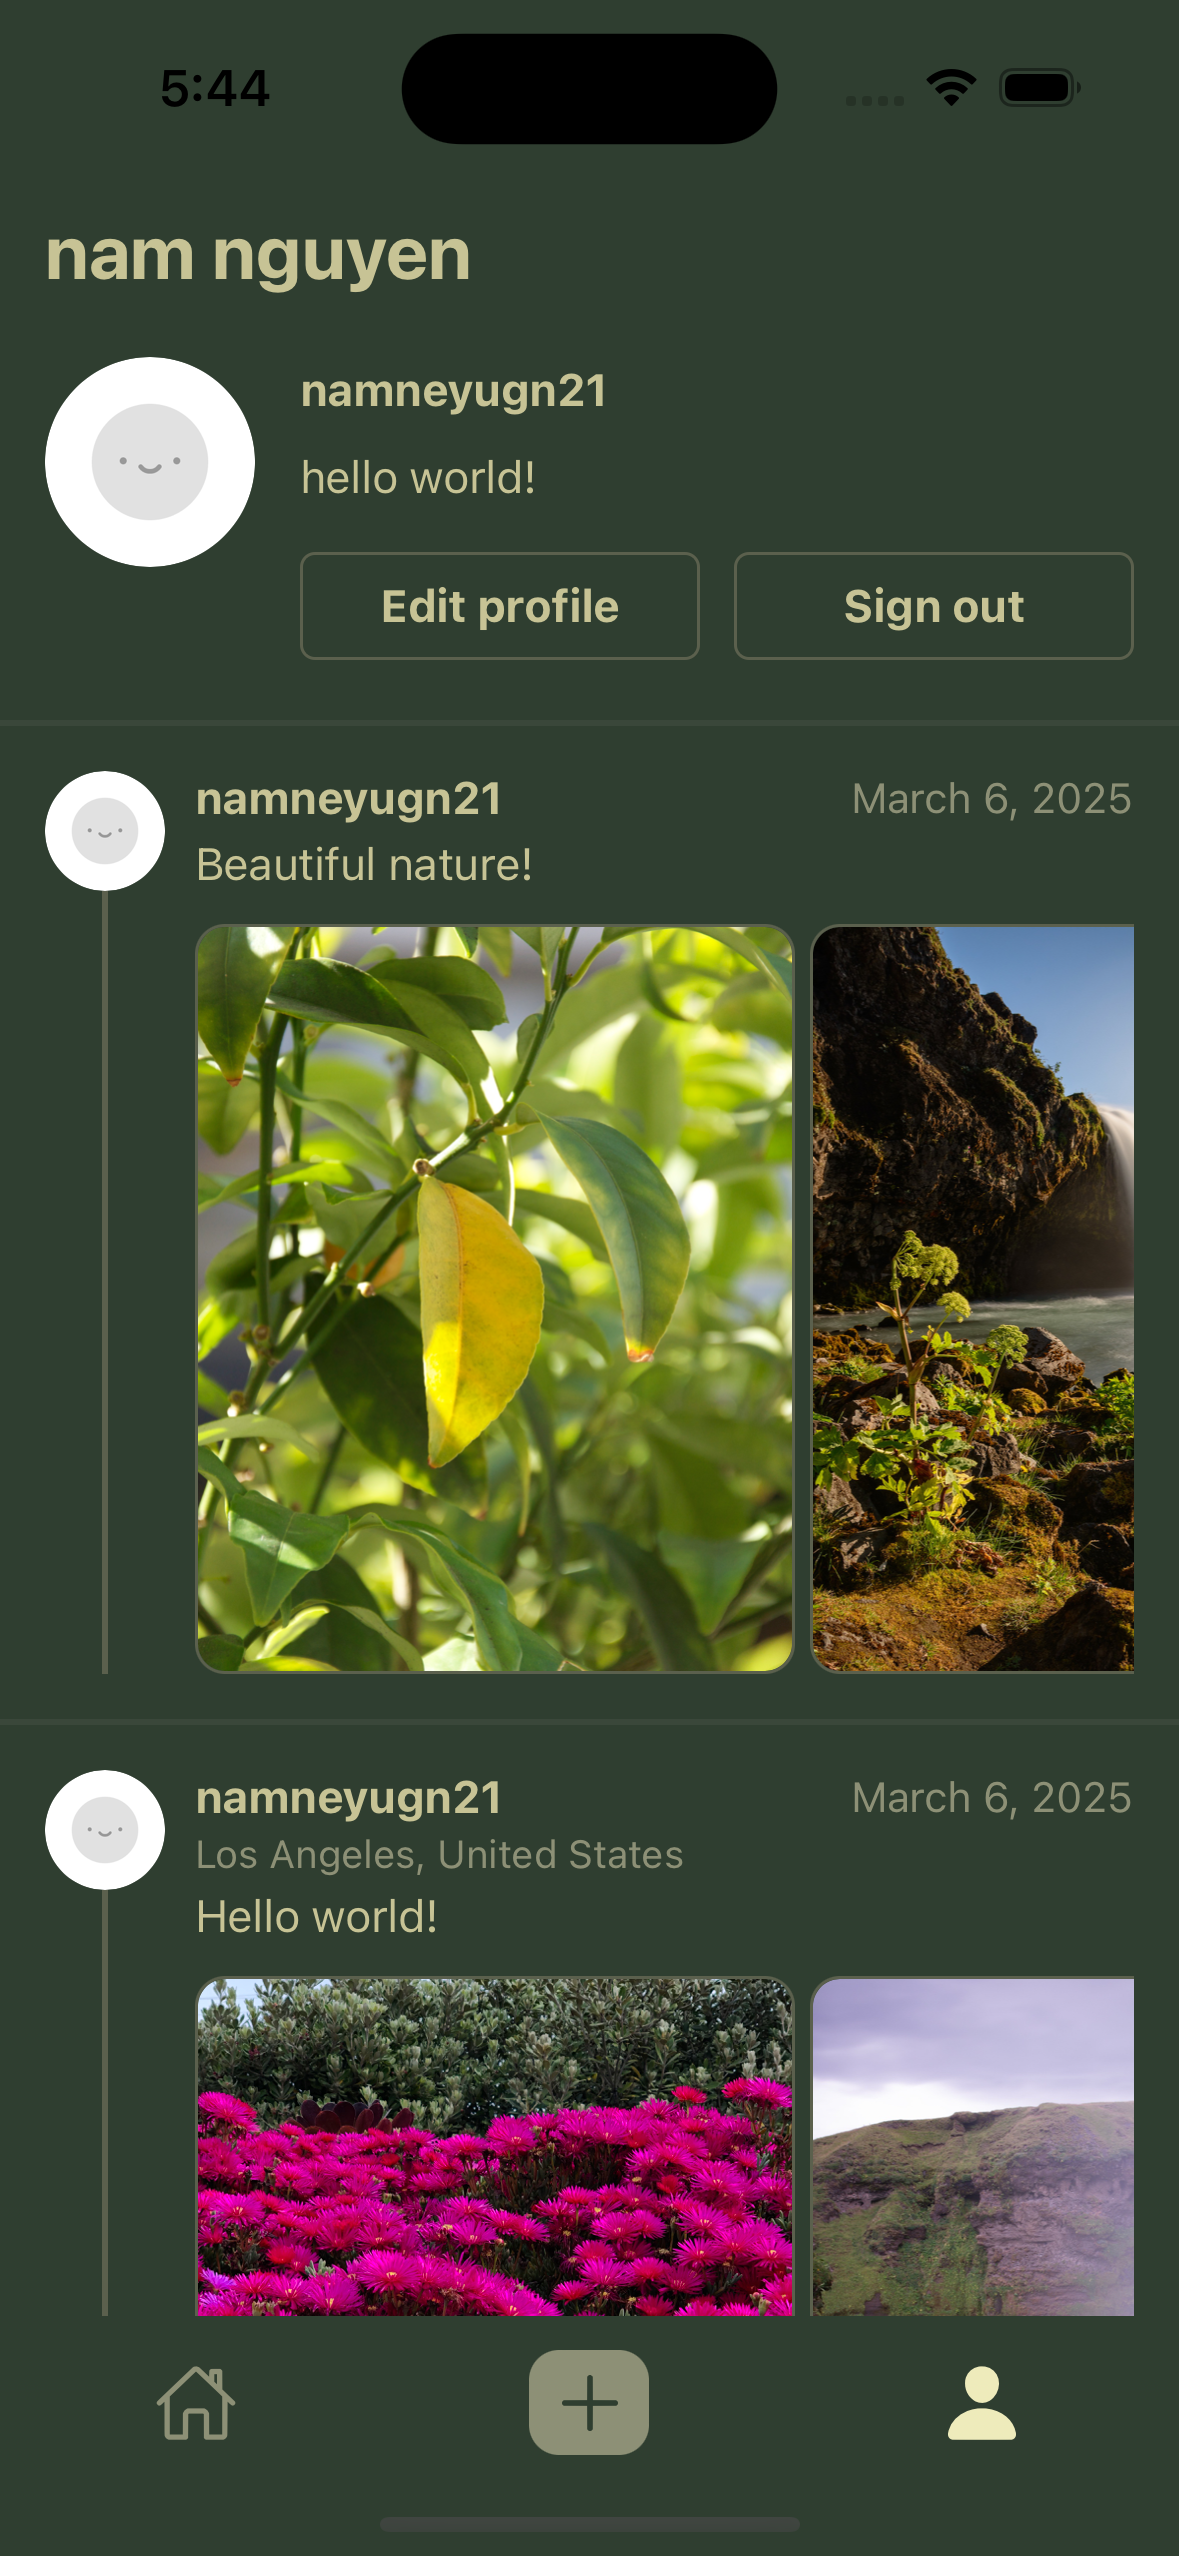 5:44
nam nguyen
namneyugn21
hello world!
Edit profile
Sign out
namneyugn21
March 6, 2025
Beautiful nature!
namneyugn21
March 6, 2025
Los Angeles, United States
Hello world!